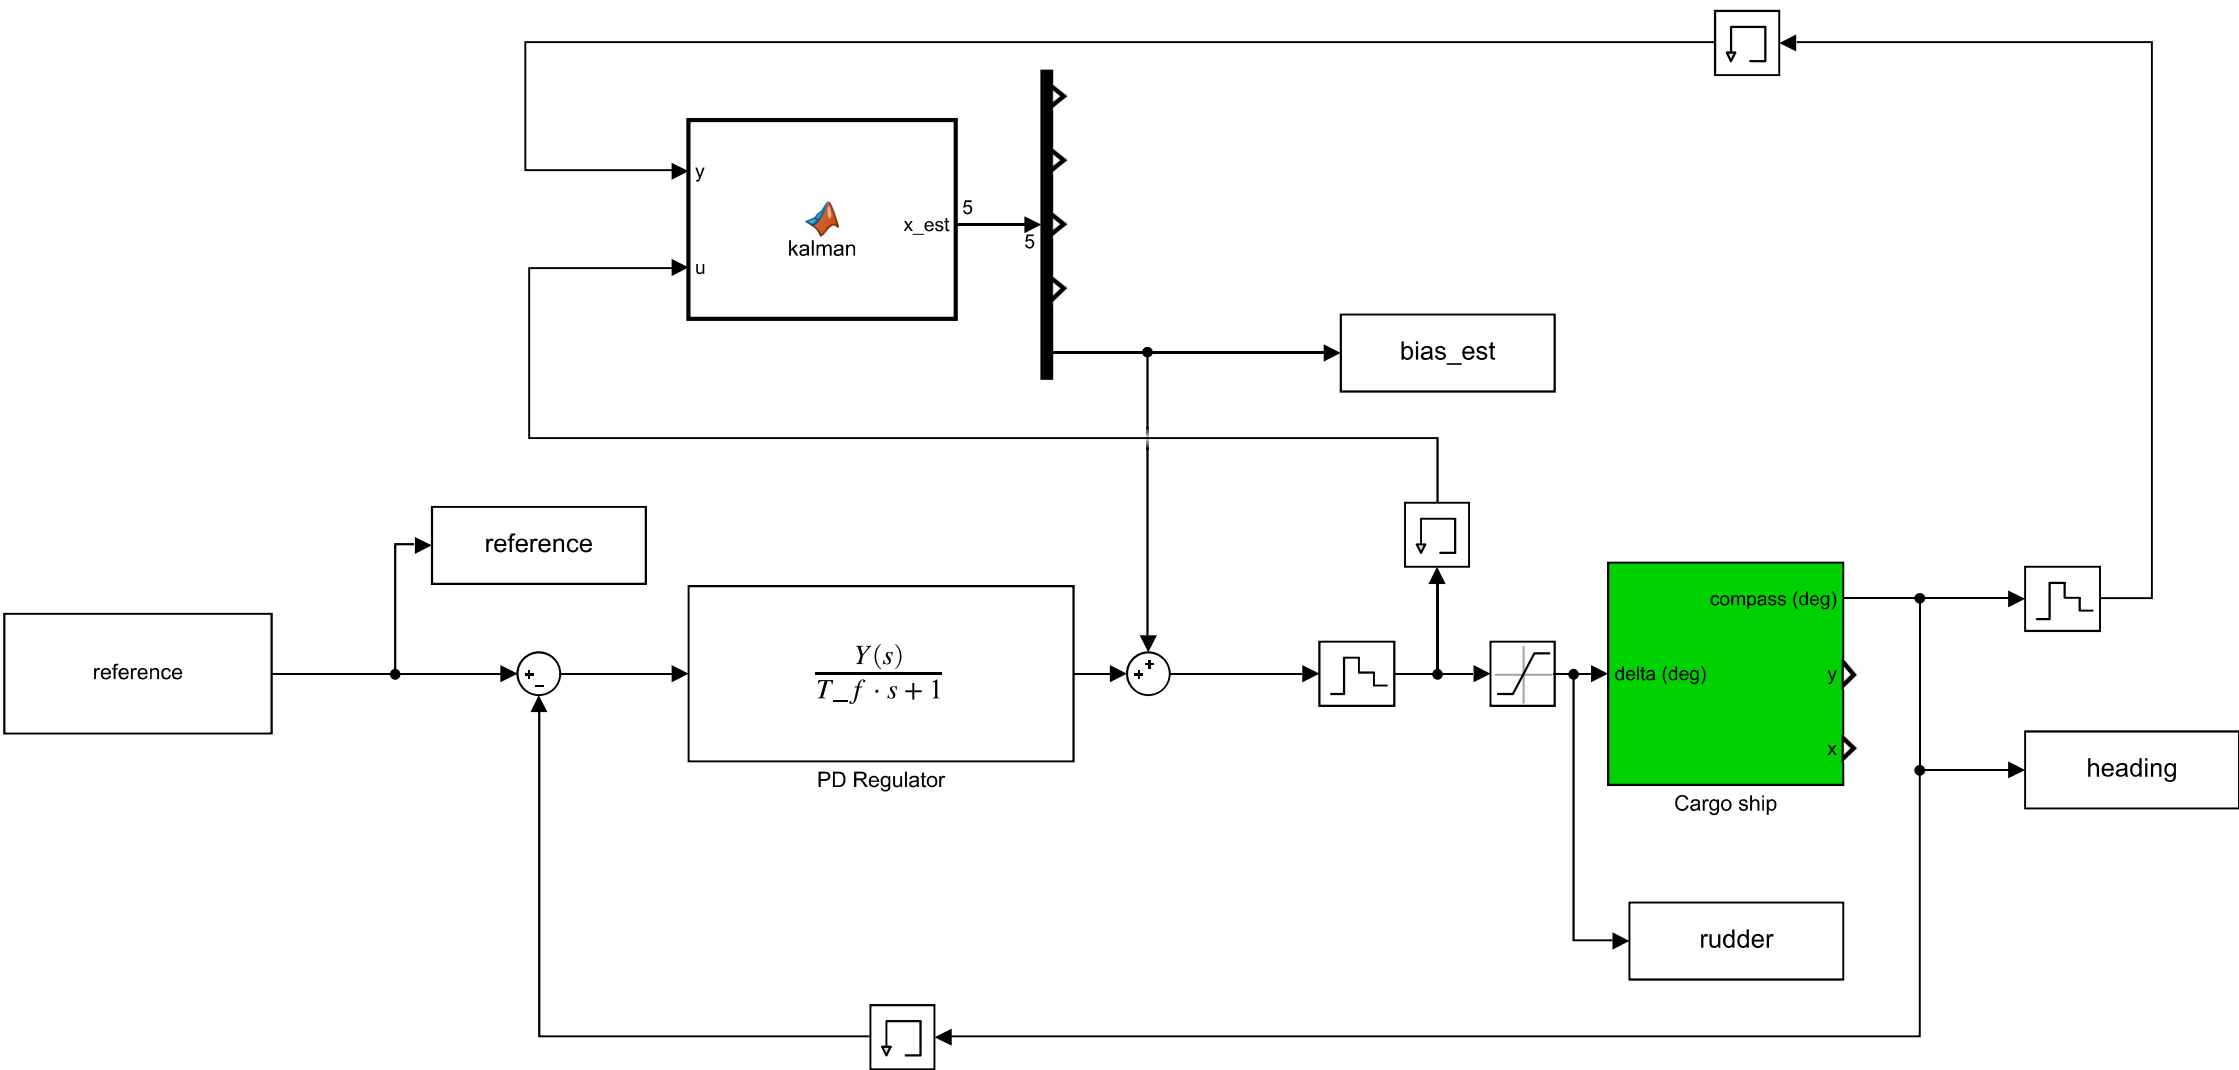 y
u
kalman
x_est
5
5
bias_est
reference
reference
+
−
Y(s)
T_f · s + 1
PD Regulator
+
+
compass (deg)
delta (deg)
y
x
Cargo ship
heading
rudder